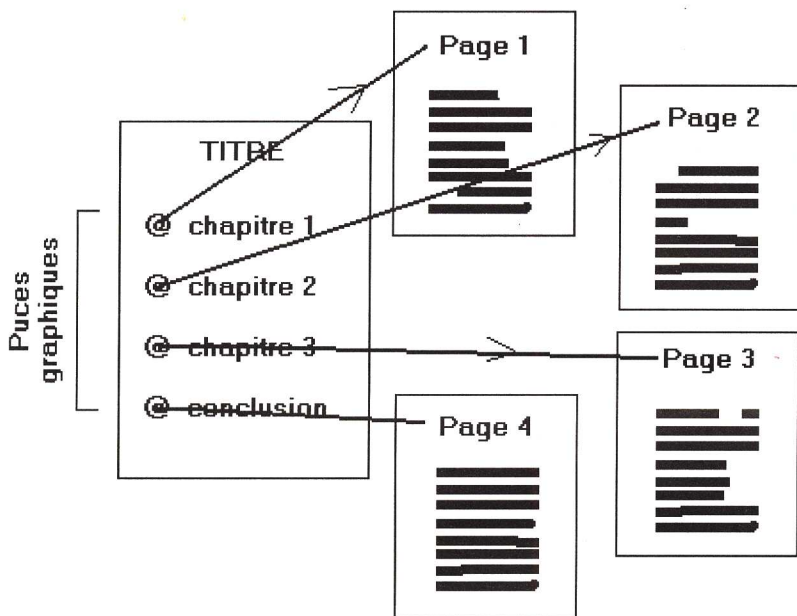 Page 1
Page 2
TITRE
@ chapitre 1
@ chapitre 2
@ chapitre 3
@ conclusion
Puces
graphiques
Page 3
Page 4